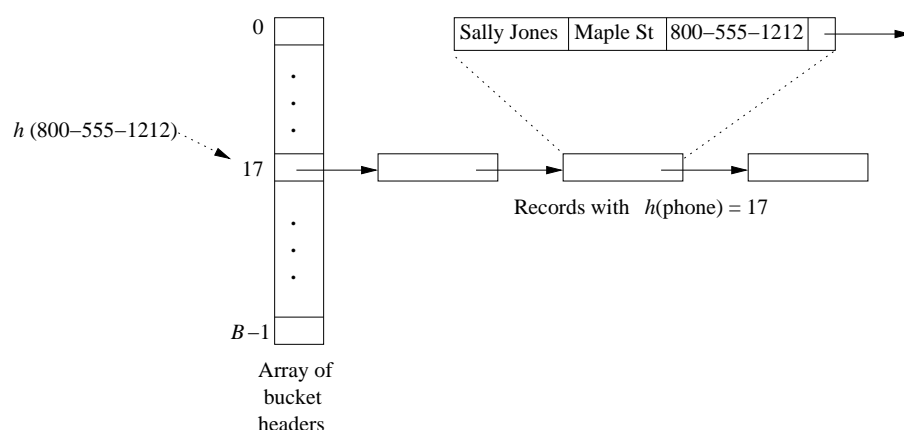 0
Sally Jones Maple St 800–555–1212
h (800–555–1212)
17
Records with h(phone) = 17
B–1
Array of
bucket
headers